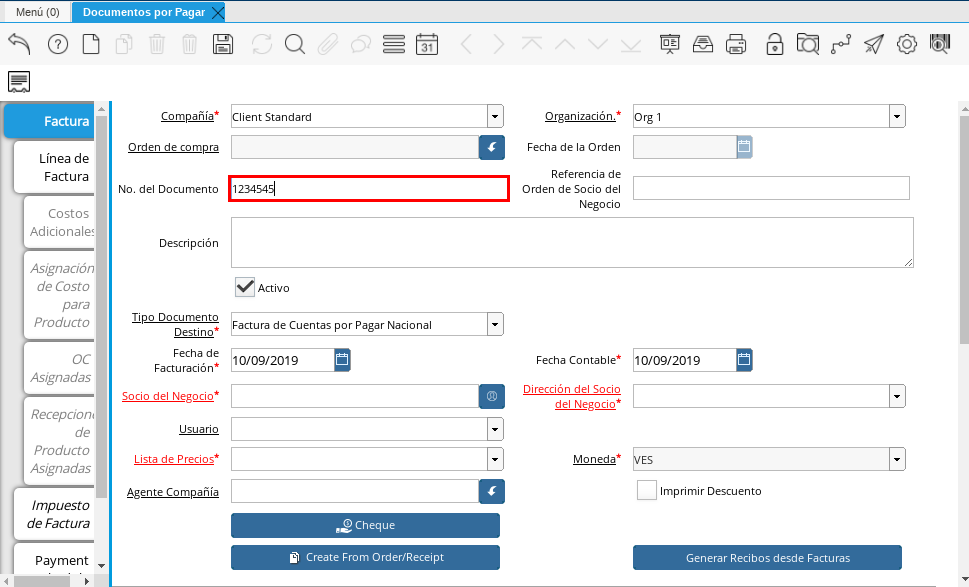 Menú (0)
Documentos por Pagar
31
Factura
Línea de
Factura
Costos
Adicionales
Asignación
de Costo
para
Producto
OC
Asignadas
Recepcione
de
Producto
Asignadas
Impuesto
de Factura
Payment
Compañía*
Client Standard
Organización.*
Org 1
Orden de compra
Fecha de la Orden
No. del Documento
1234545
Referencia de
Orden de Socio del
Negocio
Descripción
Activo
Tipo Documento
Destino*
Factura de Cuentas por Pagar Nacional
Fecha de
Facturación*
10/09/2019
Fecha Contable*
10/09/2019
Socio del Negocio*
Dirección del Socio
del Negocio*
Usuario
Lista de Precios*
Moneda*
VES
Agente Compañía
Imprimir Descuento
Cheque
Create From Order/Receipt
Generar Recibos desde Facturas